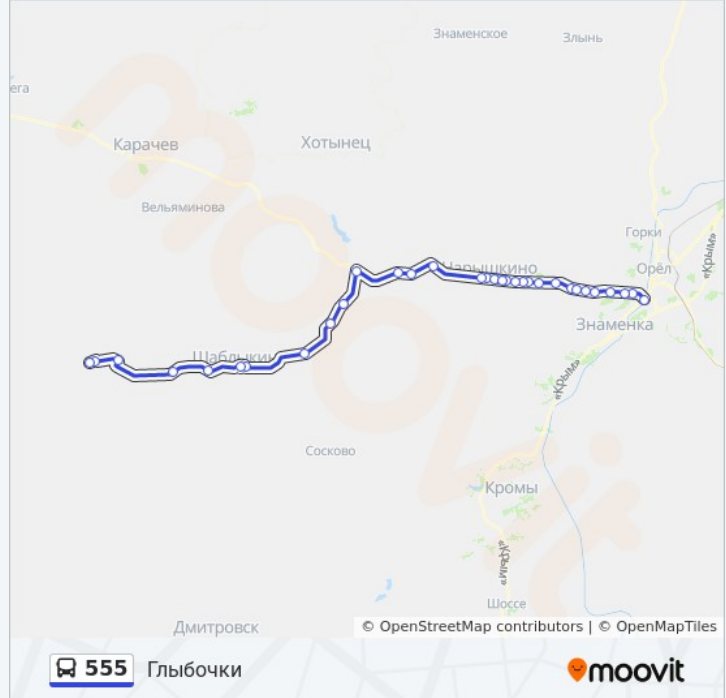 Знаменское
Злынь
ега
Карачев
Хотынец
Вельяминова
Горки
«Крым»
Нарышкино
Орёл
Знаменка
Шаблыкин
«Крым»
Сосково
Кромы
«Крым»
Шоссе
Дмитровск
© OpenStreetMap contributors | © OpenMapTiles
555 Глыбочки
moovit
moovit